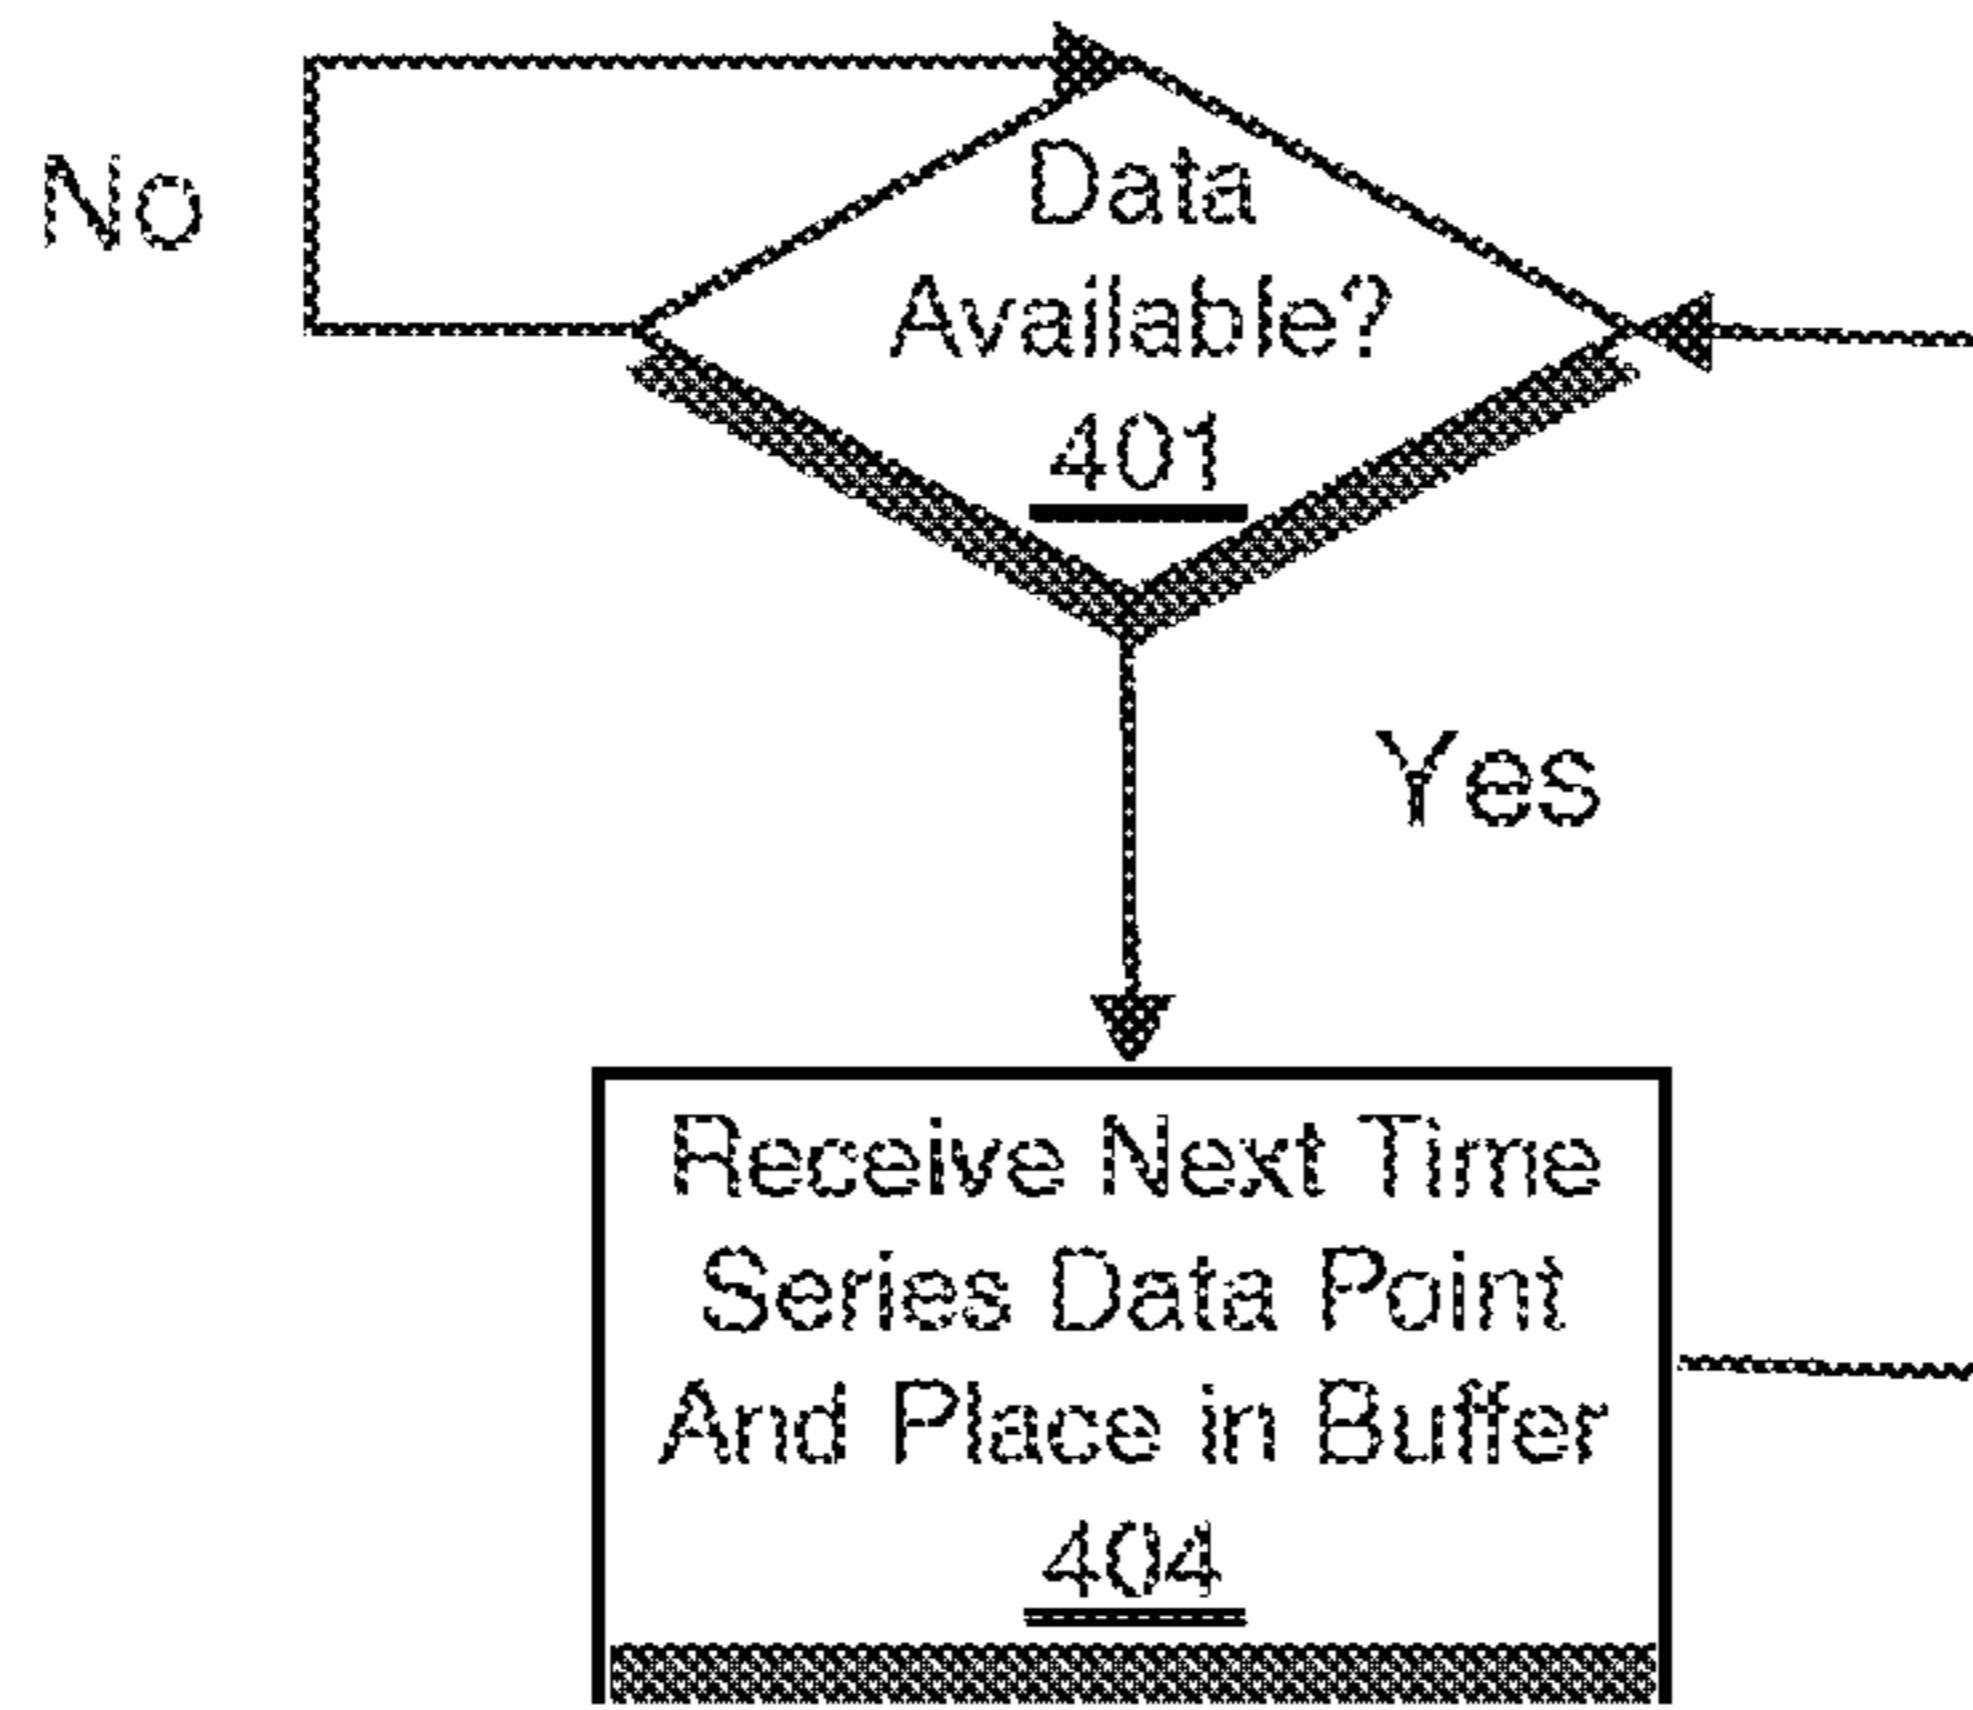 No
Data
Available?
401
Yes
Receive Next Time
Series Data Point
And Place in Buffer
404